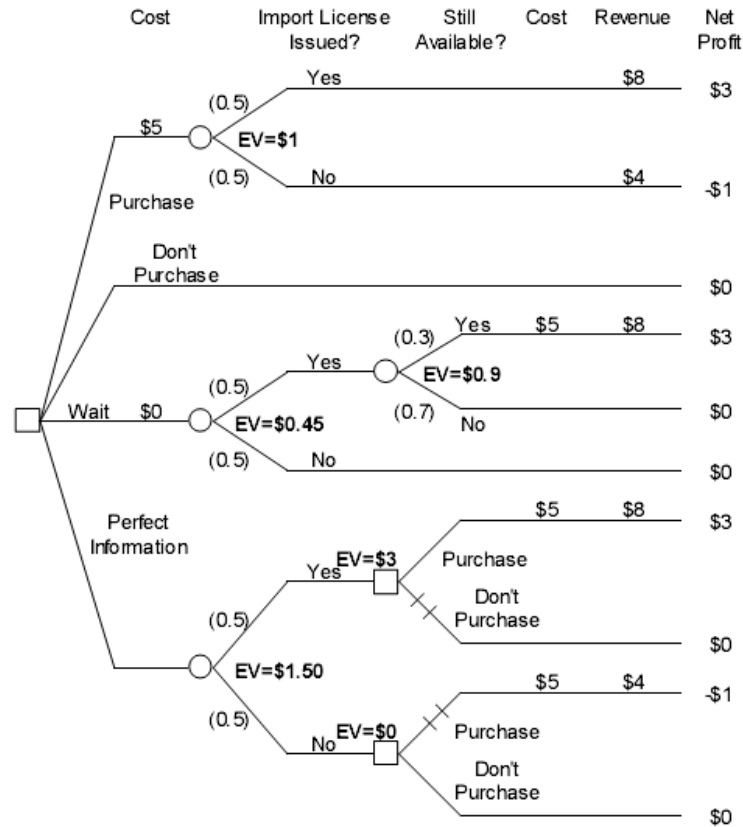 Cost Import License Issued? Still Available? Cost Revenue Net Profit
Yes $8 $3
(0.5)
$5 EV=$1
(0.5) No $4 -$1
Purchase
Don't
Purchase
$0
(0.3) Yes $5 $8 $3
Yes EV=$0.9
(0.5)
(0.7) No $0
Wait $0 EV=$0.45
(0.5) No $0
Perfect
Information
$5 $8 $3
EV=$3 Purchase
Yes
Don't
Purchase
(0.5)
$0
EV=$1.50
$5 $4 -$1
(0.5)
EV=$0 Purchase
No
Don't
Purchase
$0